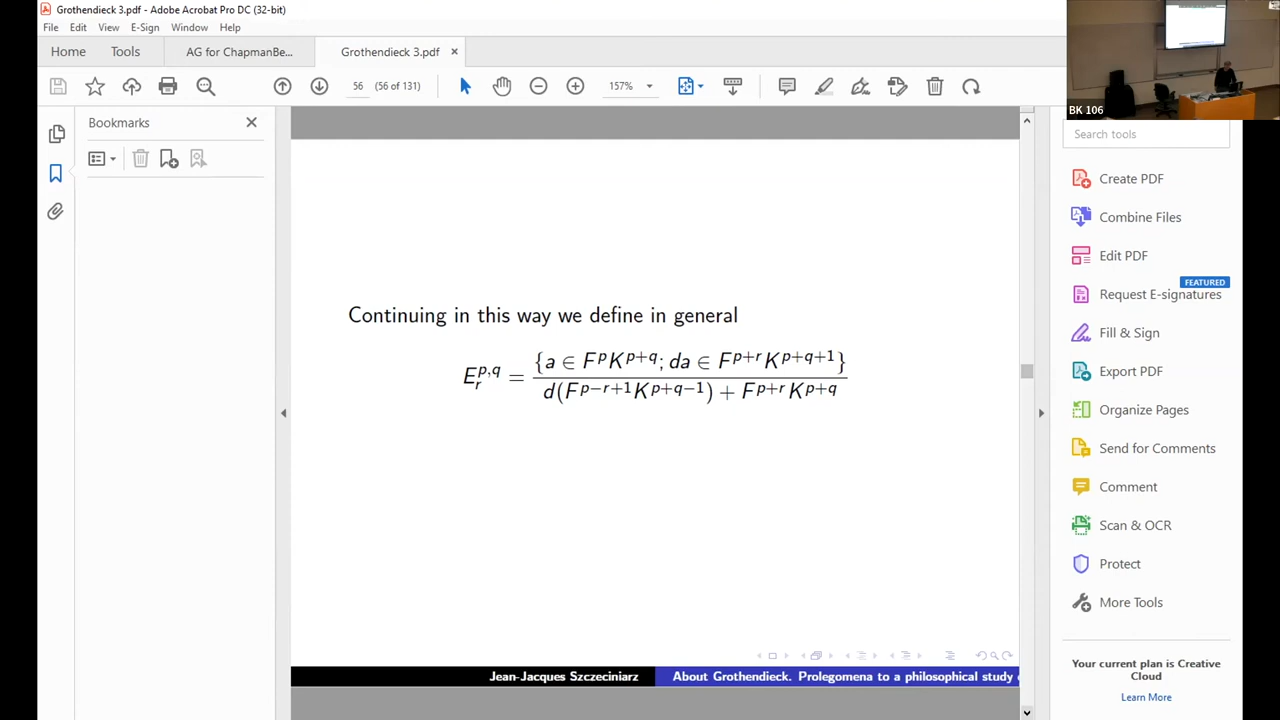 Grothendieck 3.pdf - Adobe Acrobat Pro DC (32-bit)
File Edit View E-Sign Window Help
Home Tools AG for ChapmanBe... Grothendieck 3.pdf ×
56 (56 of 131) 157%
BK 106
Bookmarks
Search tools
Create PDF
Combine Files
Edit PDF
FEATURED
Request E-signatures
Fill & Sign
Export PDF
Organize Pages
Send for Comments
Comment
Scan & OCR
Protect
More Tools
Your current plan is Creative
Cloud
Learn More
Continuing in this way we define in general
E_r^{p,q} = \frac{\{a ∈ F^p K^{p+q}; da ∈ F^{p+r} K^{p+q+1}\}}{d(F^{p−r+1} K^{p+q−1}) + F^{p+r} K^{p+q}}
Jean-Jacques Szczeciniarz About Grothendieck. Prolegomena to a philosophical study